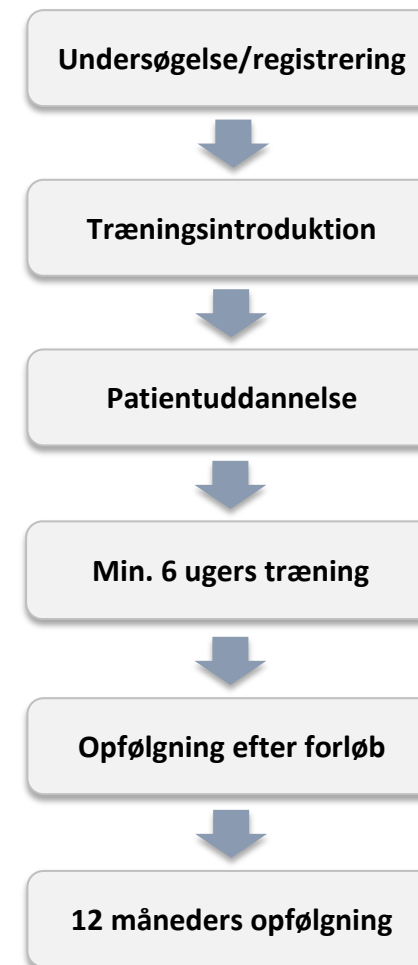 Undersøgelse/registrering
Træningsintroduktion
Patientuddannelse
Min. 6 ugers træning
Opfølgning efter forløb
12 måneders opfølgning